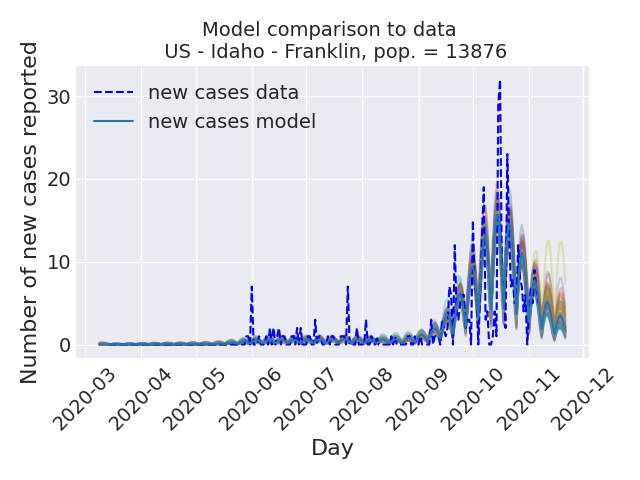 Model comparison to data
US - Idaho - Franklin, pop. = 13876
Number of new cases reported
30
20
10
0
new cases data
new cases model
2020-03
2020-04
2020-05
2020-06
2020-07
2020-08
2020-09
2020-10
2020-11
2020-12
Day